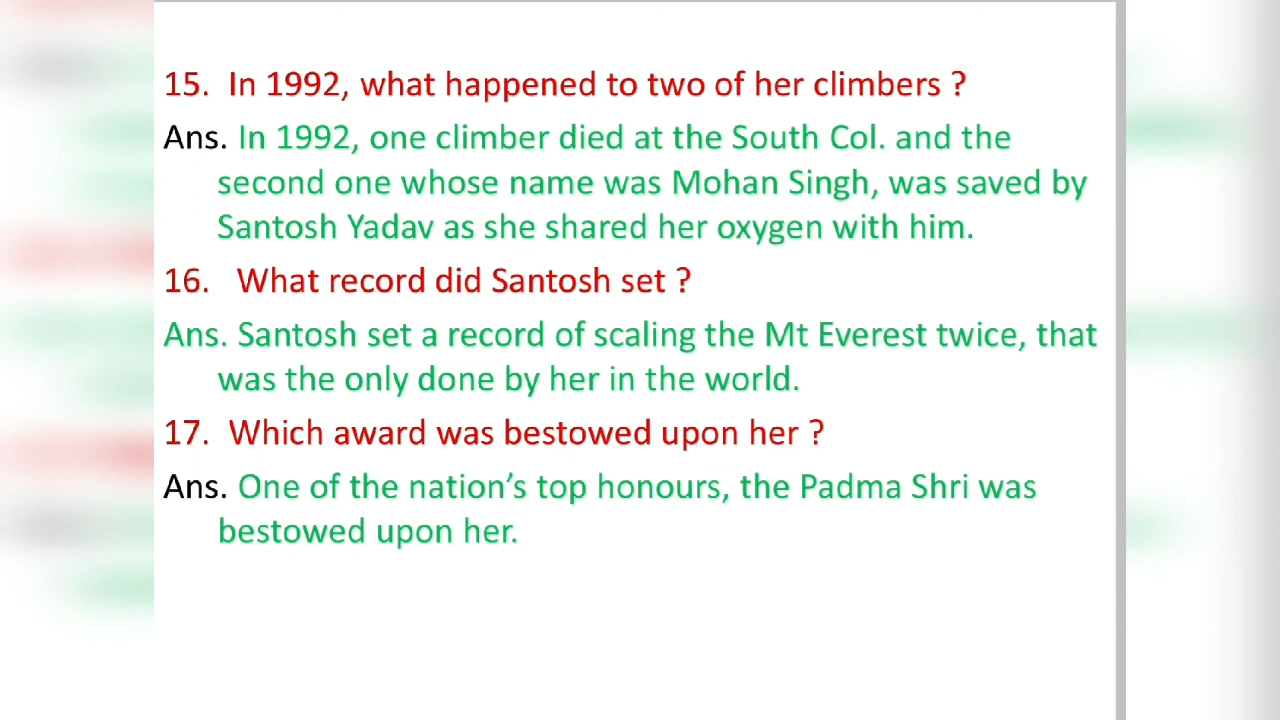 15. In 1992, what happened to two of her climbers ?
Ans. In 1992, one climber died at the South Col. and the
second one whose name was Mohan Singh, was saved by
Santosh Yadav as she shared her oxygen with him.
16. What record did Santosh set ?
Ans. Santosh set a record of scaling the Mt Everest twice, that
was the only done by her in the world.
17. Which award was bestowed upon her ?
Ans. One of the nation’s top honours, the Padma Shri was
bestowed upon her.